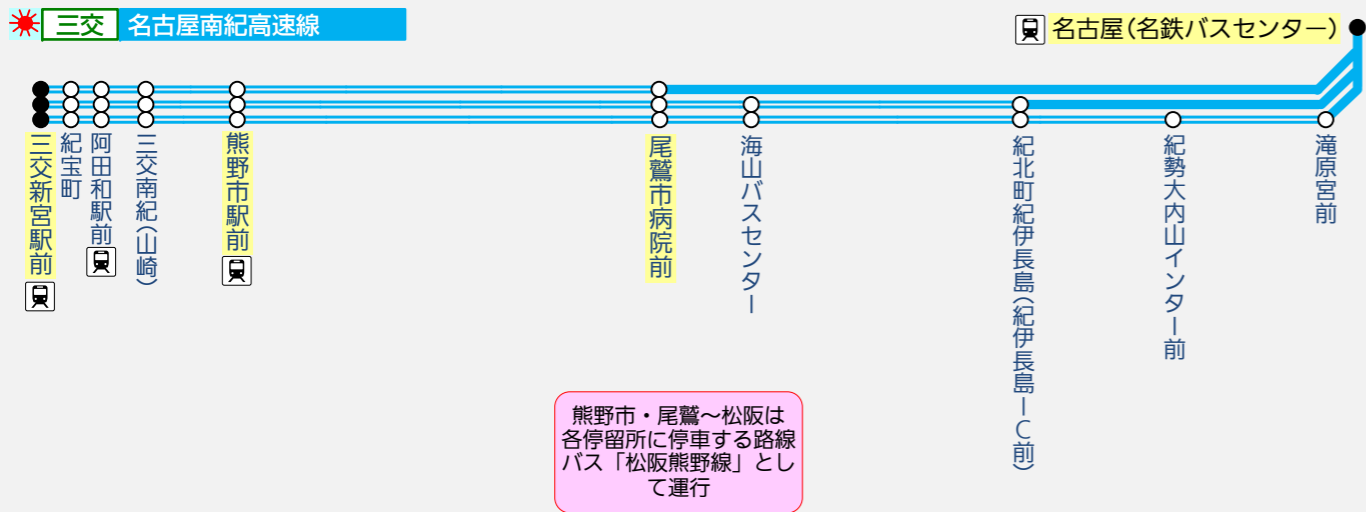 三交 名古屋南紀高速線
名古屋(名鉄バスセンター)
三交新宮駅前
紀宝町
阿田和駅前
三交南紀(山崎)
熊野市駅前
尾鷲市病院前
海山バスセンター
紀北町紀伊長島(紀伊長島IC前)
紀勢大内山インター前
滝原宮前
熊野市・尾鷲～松阪は
各停留所に停車する路線
バス「松阪熊野線」とし
て運行